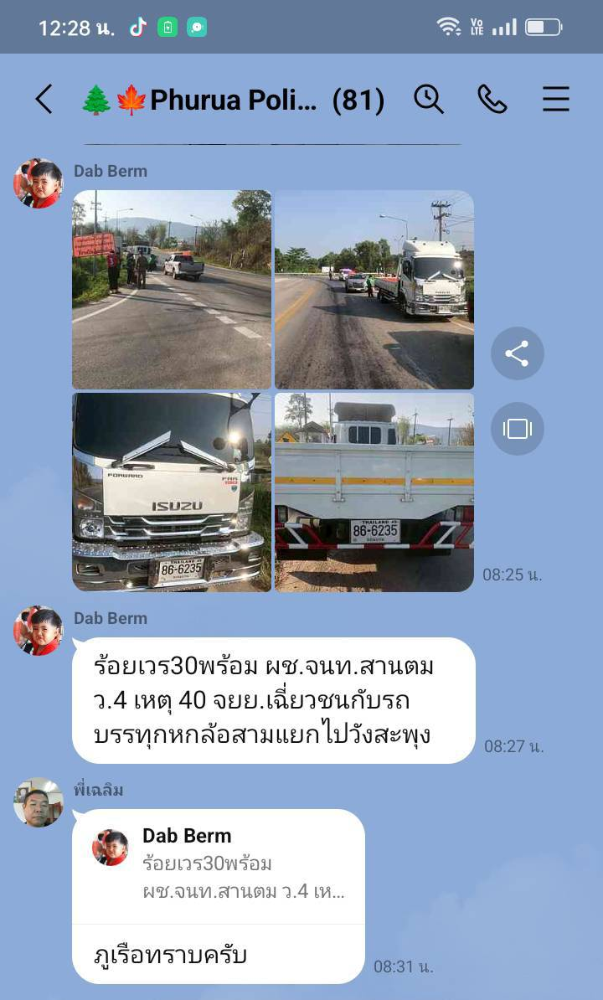 12:28 น.
Vo
LTE
Phurua Poli... (81)
Dab Berm
FORWARD
FRR
ISUZU
THAILAND
86-6235
THAILAND
86-6235
08:25 น.
Dab Berm
ร้อยเวร30พร้อม ผช.จนท.สานตม
ว.4 เหตุ 40 จยย.เฉี่ยวชนกับรถ
บรรทุกหกล้อสามแยกไปวังสะพุง
08:27 น.
พี่เฉลิม
Dab Berm
ร้อยเวร30พร้อม
ผช.จนท.สานตม ว.4 เห...
ภูเรือทราบครับ
08:31 น.